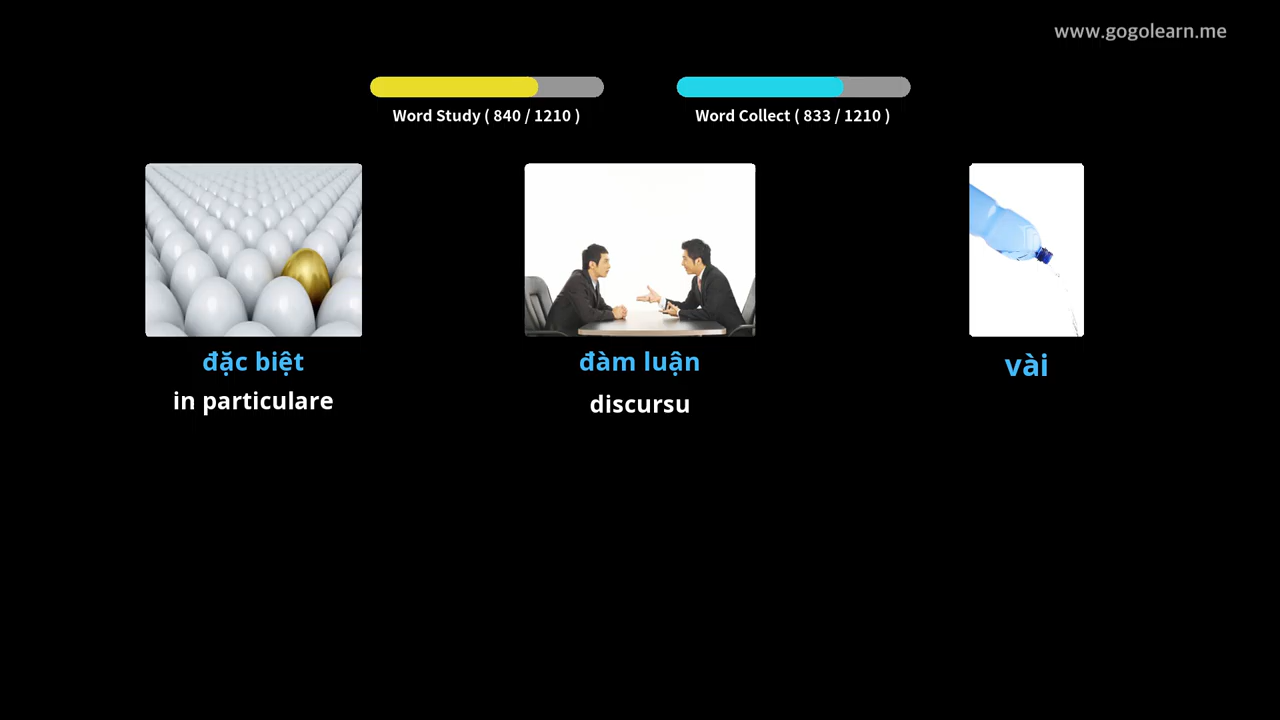 www.gogolearn.me
Word Study ( 840 / 1210 )
Word Collect ( 833 / 1210 )
đặc biệt
in particulare
đàm luận
discursu
vài